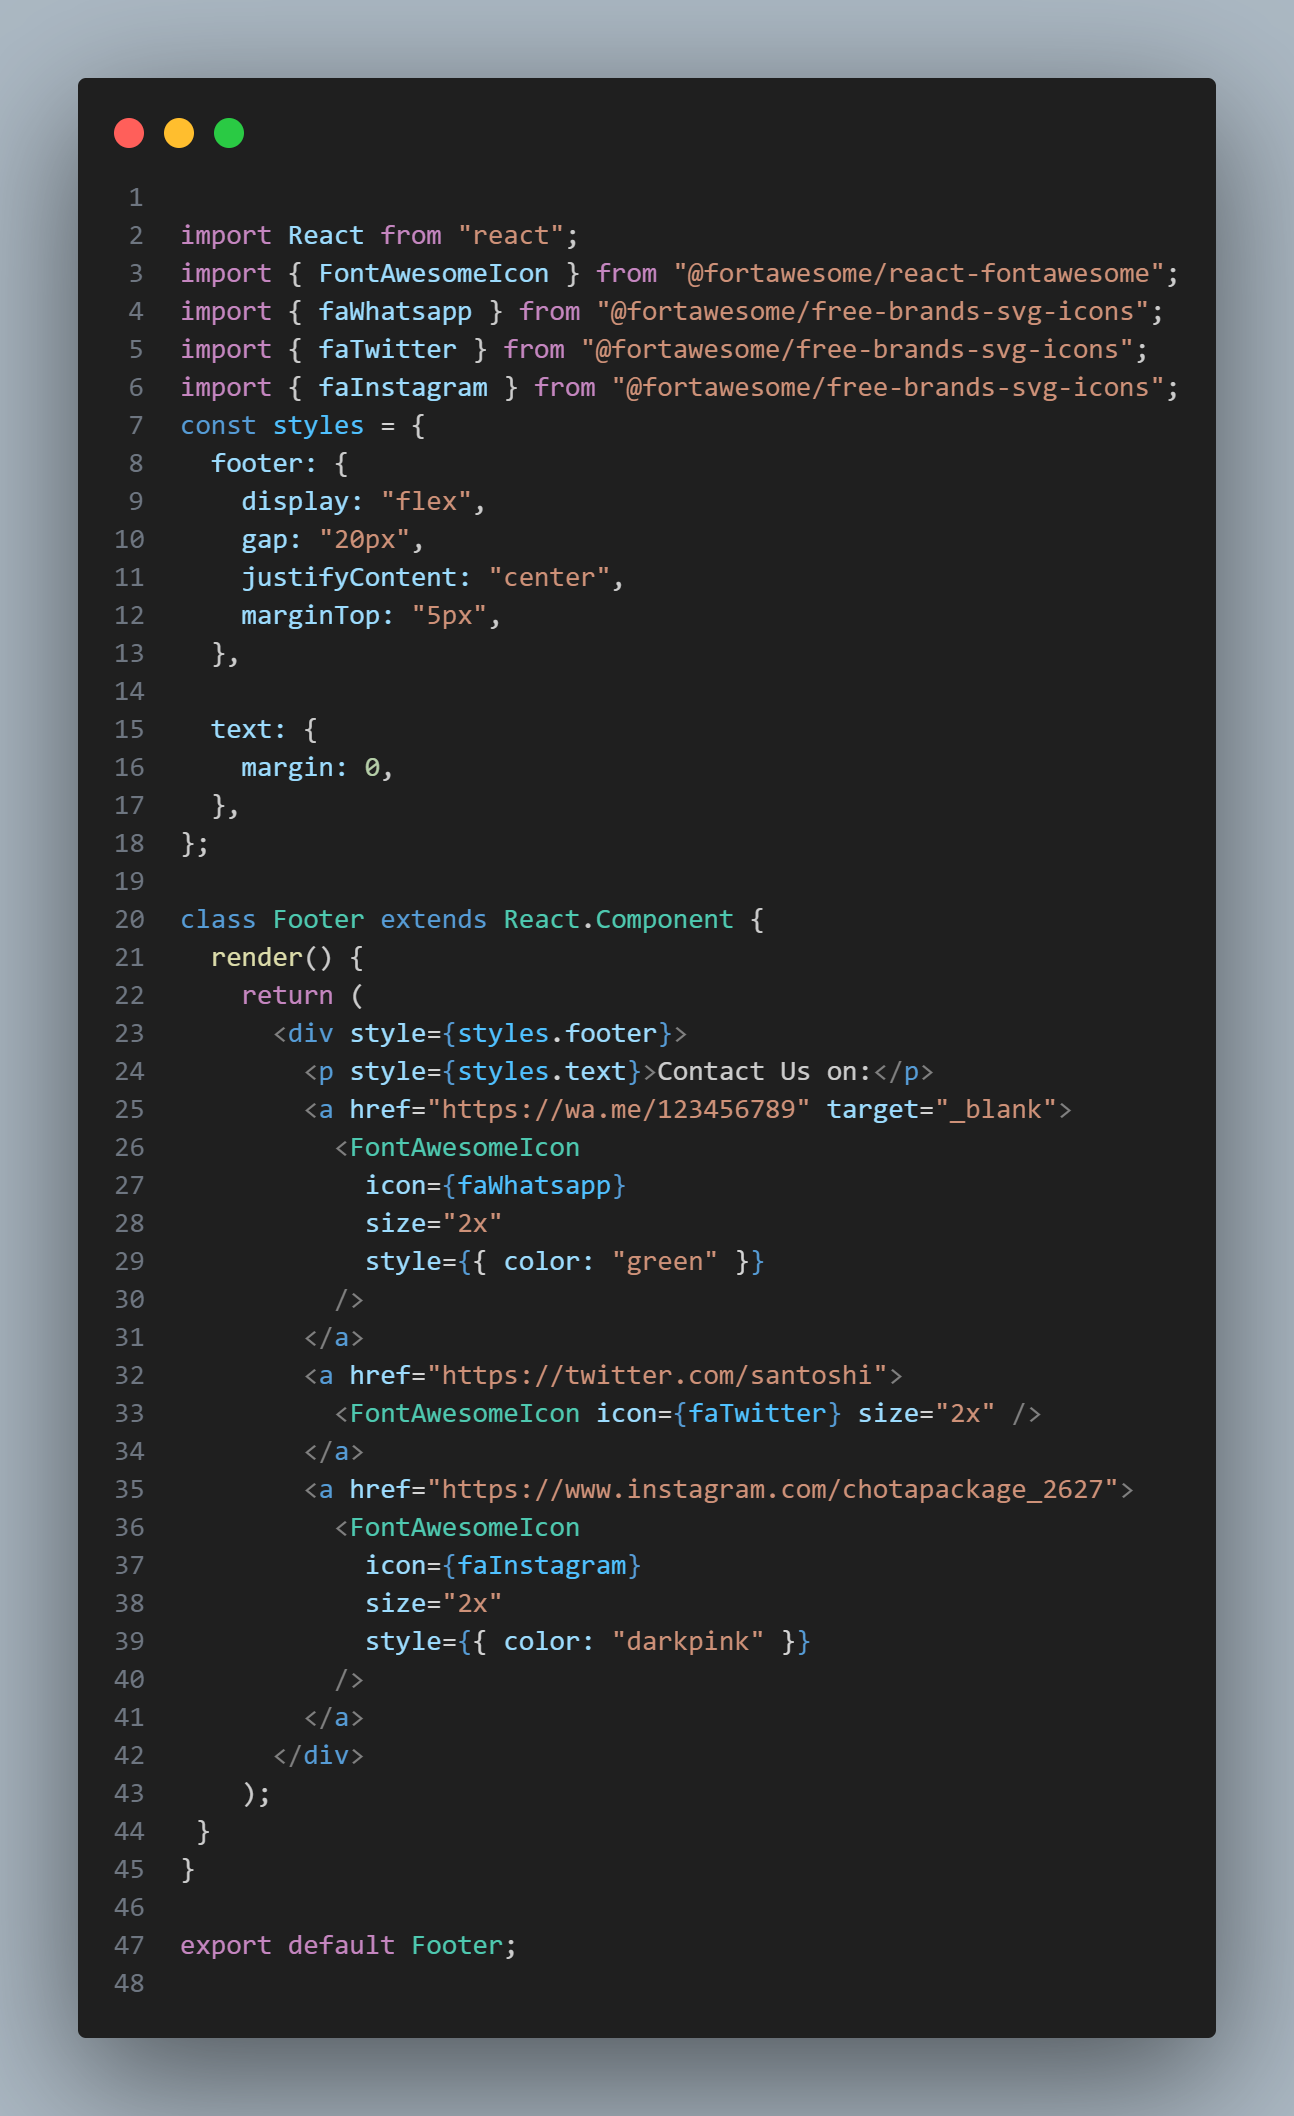 1
2 import React from "react";
3 import { FontAwesomeIcon } from "@fortawesome/react-fontawesome";
4 import { faWhatsapp } from "@fortawesome/free-brands-svg-icons";
5 import { faTwitter } from "@fortawesome/free-brands-svg-icons";
6 import { faInstagram } from "@fortawesome/free-brands-svg-icons";
7 const styles = {
8   footer: {
9     display: "flex",
10     gap: "20px",
11     justifyContent: "center",
12     marginTop: "5px",
13   },
14
15   text: {
16     margin: 0,
17   },
18 };
19
20 class Footer extends React.Component {
21   render() {
22     return (
23       <div style={styles.footer}>
24         <p style={styles.text}>Contact Us on:</p>
25         <a href="https://wa.me/123456789" target="_blank">
26           <FontAwesomeIcon
27             icon={faWhatsapp}
28             size="2x"
29             style={{ color: "green" }}
30           />
31         </a>
32         <a href="https://twitter.com/santoshi">
33           <FontAwesomeIcon icon={faTwitter} size="2x" />
34         </a>
35         <a href="https://www.instagram.com/chotapackage_2627">
36           <FontAwesomeIcon
37             icon={faInstagram}
38             size="2x"
39             style={{ color: "darkpink" }}
40           />
41         </a>
42       </div>
43     );
44  }
45 }
46
47 export default Footer;
48